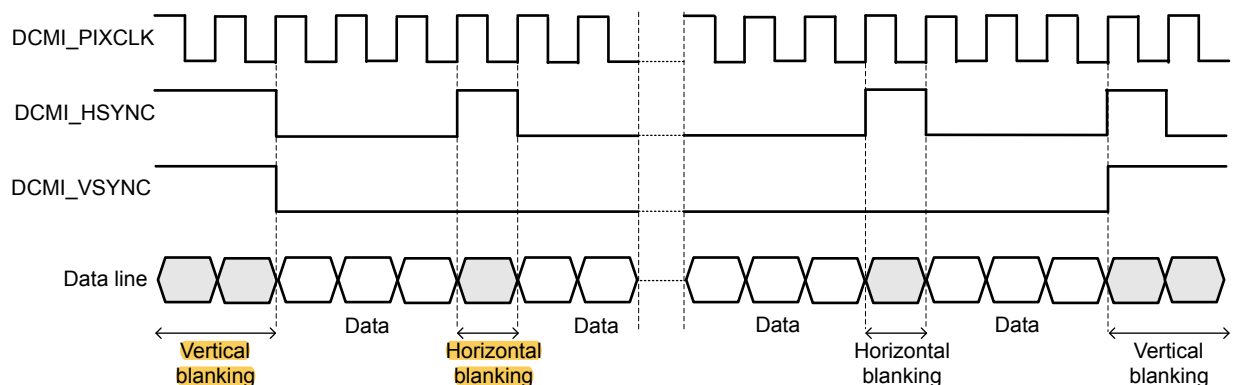 DCMI_PIXCLK
DCMI_HSYNC
DCMI_VSYNC
Data line
Data
Data
Data
Data
Vertical
blanking
Horizontal
blanking
Horizontal
blanking
Vertical
blanking